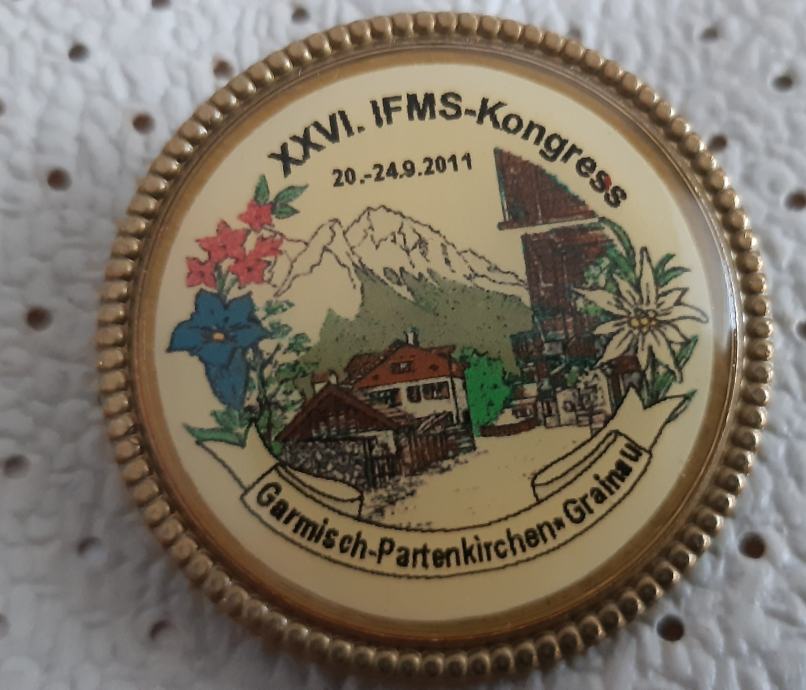 XXVI. IFMS-Kongress
20.-24.9.2011
Garmisch-Partenkirchen*Grainau